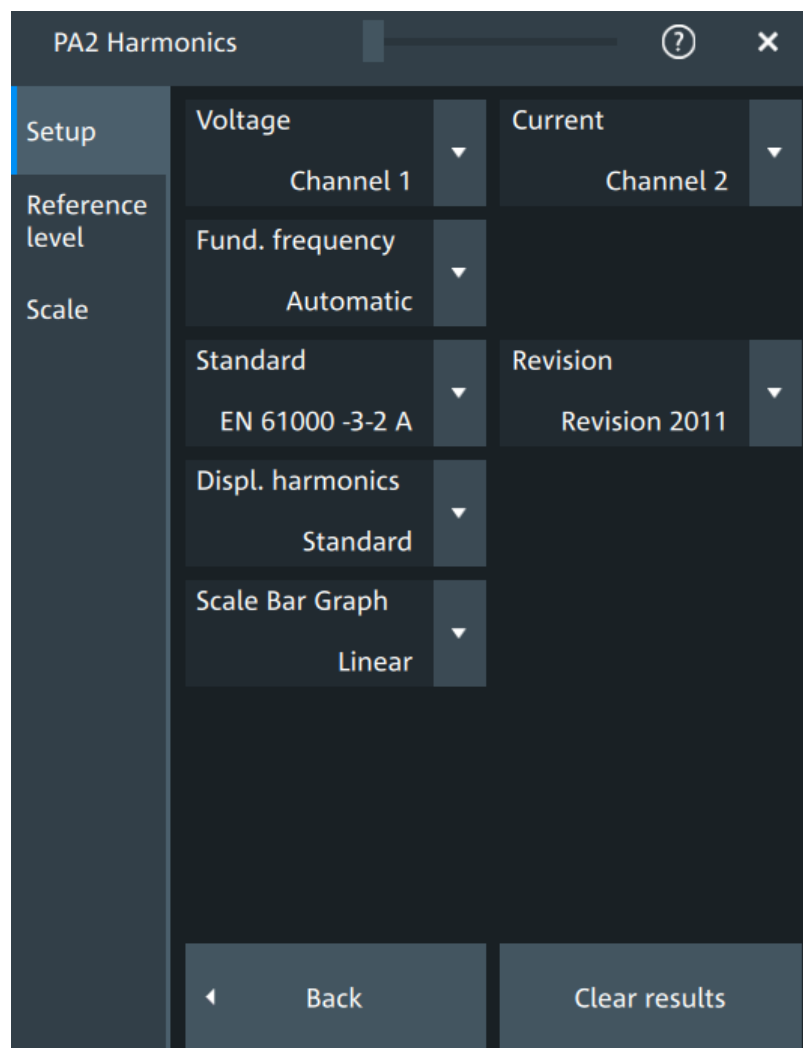 PA2 Harmonics
?
Setup
Reference
level
Scale
Voltage
Channel 1
Current
Channel 2
Fund. frequency
Automatic
Standard
EN 61000 -3-2 A
Revision
Revision 2011
Displ. harmonics
Standard
Scale Bar Graph
Linear
Back
Clear results